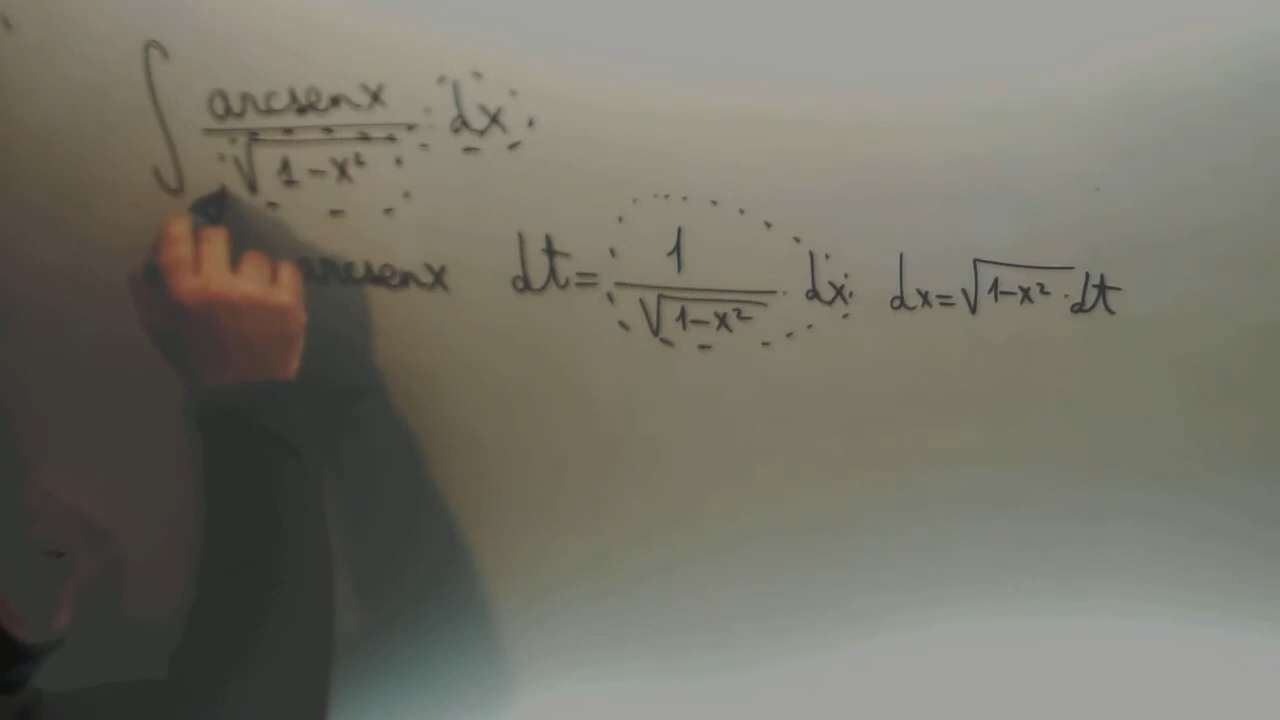 ∫ arcsenx / √(1-x²) · dx
arcsenx dt = 1/√(1-x²) · dx dx = √(1-x²) · dt